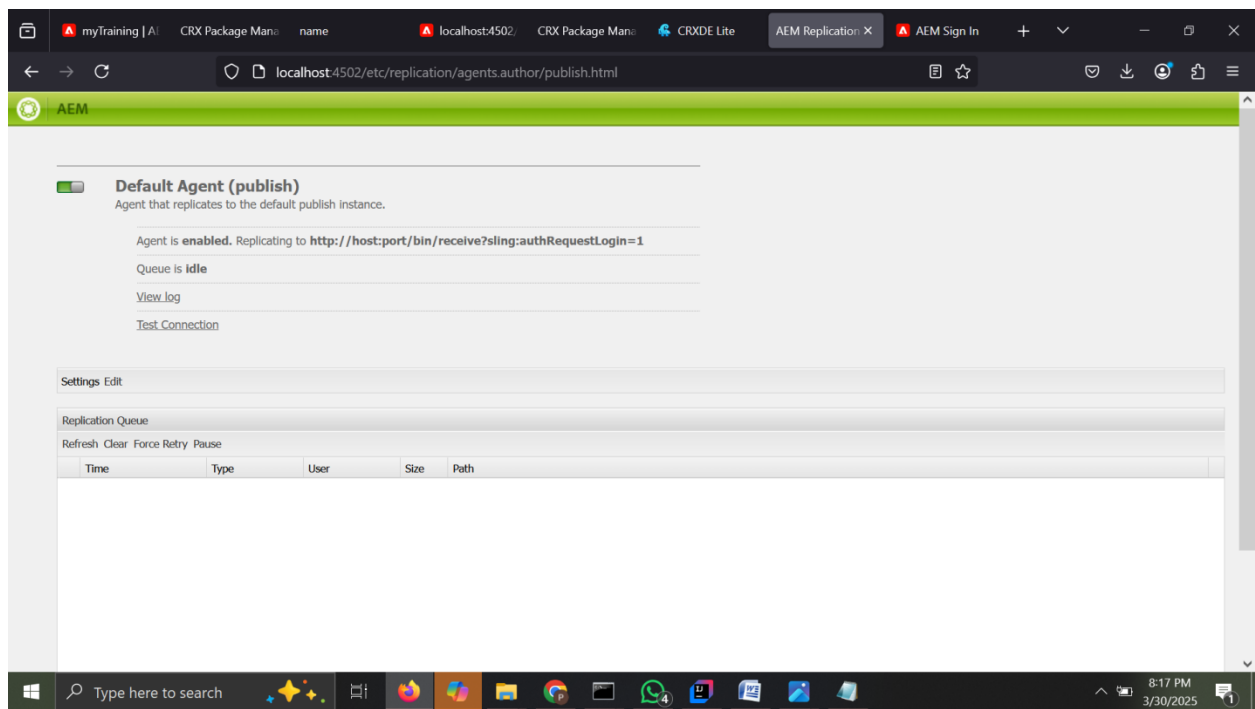 myTraining | AI
CRX Package Mana
name
localhost:4502/
CRX Package Mana
CRXDE Lite
AEM Replication
AEM Sign In
localhost:4502/etc/replication/agents.author/publish.html
AEM
Default Agent (publish)
Agent that replicates to the default publish instance.
Agent is enabled. Replicating to http://host:port/bin/receive?sling:authRequestLogin=1
Queue is idle
View log
Test Connection
Settings Edit
Replication Queue
Refresh Clear Force Retry Pause
Time Type User Size Path
Type here to search
4
8:17 PM
3/30/2025
1